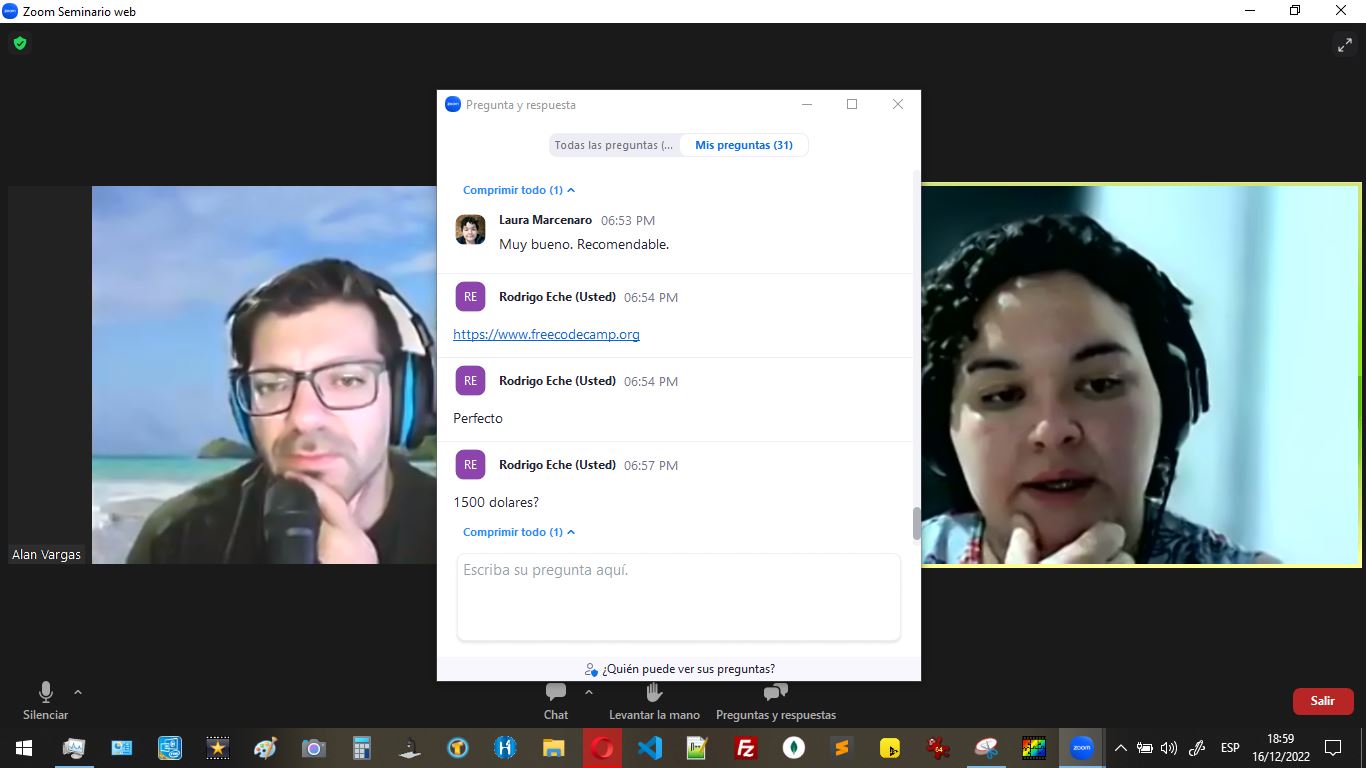 Zoom Seminario web
zoom
Pregunta y respuesta
Todas las preguntas (...
Mis preguntas (31)
Comprimir todo (1)
Laura Marcenaro 06:53 PM
Muy bueno. Recomendable.
RE
Rodrigo Eche (Usted) 06:54 PM
https://www.freecodecamp.org
RE
Rodrigo Eche (Usted) 06:54 PM
Perfecto
RE
Rodrigo Eche (Usted) 06:57 PM
1500 dolares?
Comprimir todo (1)
Escriba su pregunta aquí.
¿Quién puede ver sus preguntas?
Alan Vargas
Silenciar
Chat
Levantar la mano
Preguntas y respuestas
Salir
T
H
Fz
64
zoom
ESP
18:59
16/12/2022